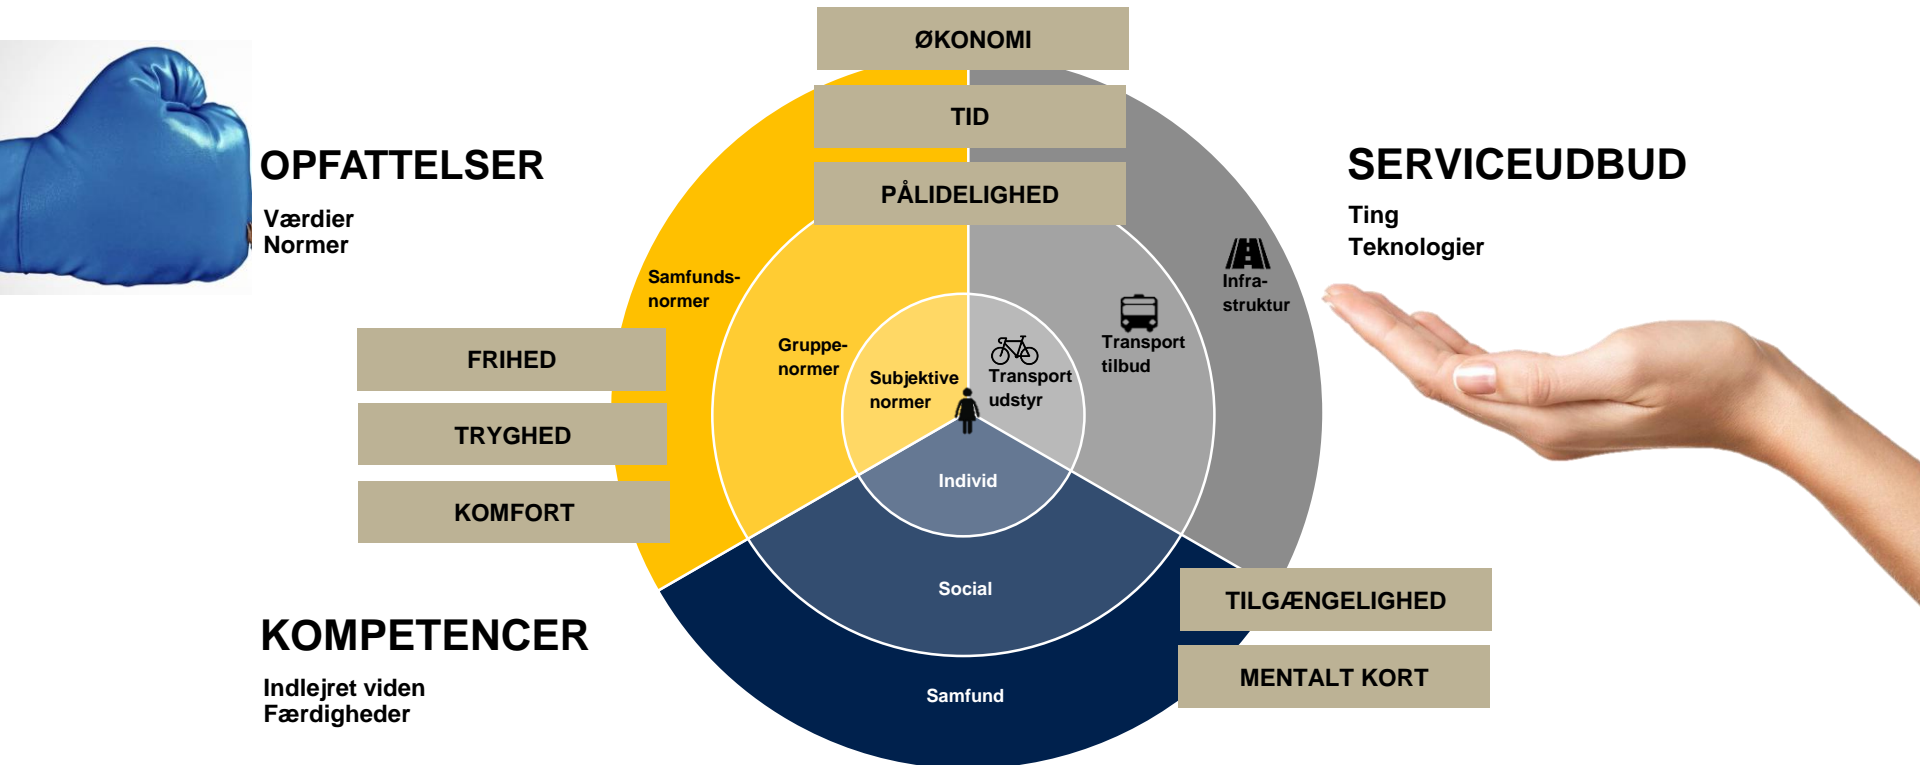 ØKONOMI
TID
PÅLIDELIGHED
OPFATTELSER
Værdier
Normer
SERVICEUDBUD
Ting
Teknologier
Samfunds-
normer
Gruppe-
normer
Subjektive
normer
Transport
udstyr
Transport
tilbud
Infra-
struktur
FRIHED
TRYGHED
KOMFORT
Individ
Social
Samfund
KOMPETENCER
Indlejret viden
Færdigheder
TILGÆNGELIGHED
MENTALT KORT